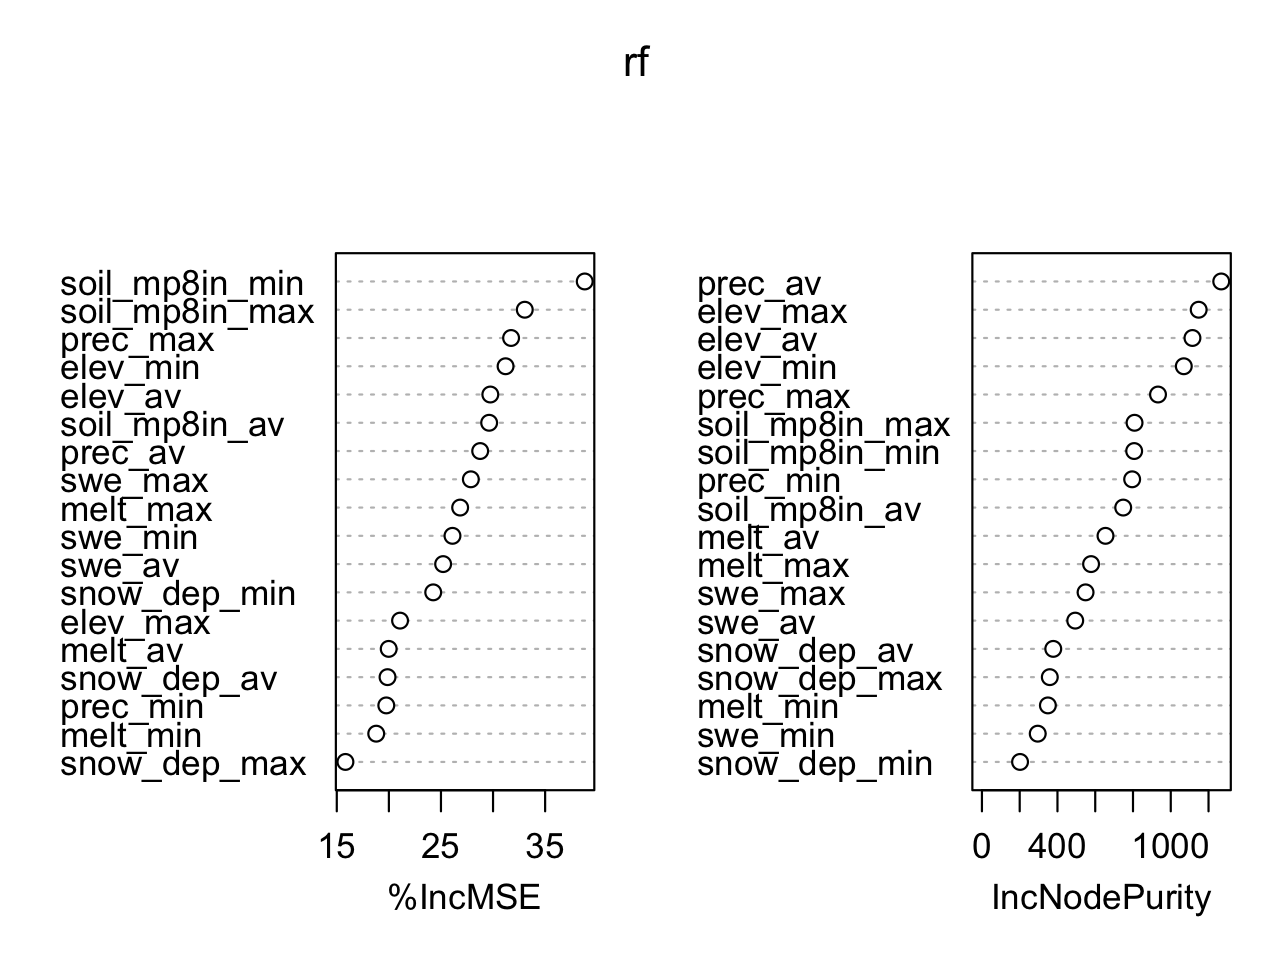 rf
soil_mp8in_min
soil_mp8in_max
prec_max
elev_min
elev_av
soil_mp8in_av
prec_av
swe_max
melt_max
swe_min
swe_av
snow_dep_min
elev_max
melt_av
snow_dep_av
prec_min
melt_min
snow_dep_max
15 25 35
%IncMSE
prec_av
elev_max
elev_av
elev_min
prec_max
soil_mp8in_max
soil_mp8in_min
prec_min
soil_mp8in_av
melt_av
melt_max
swe_max
swe_av
snow_dep_av
snow_dep_max
melt_min
swe_min
snow_dep_min
0 400 1000
IncNodePurity